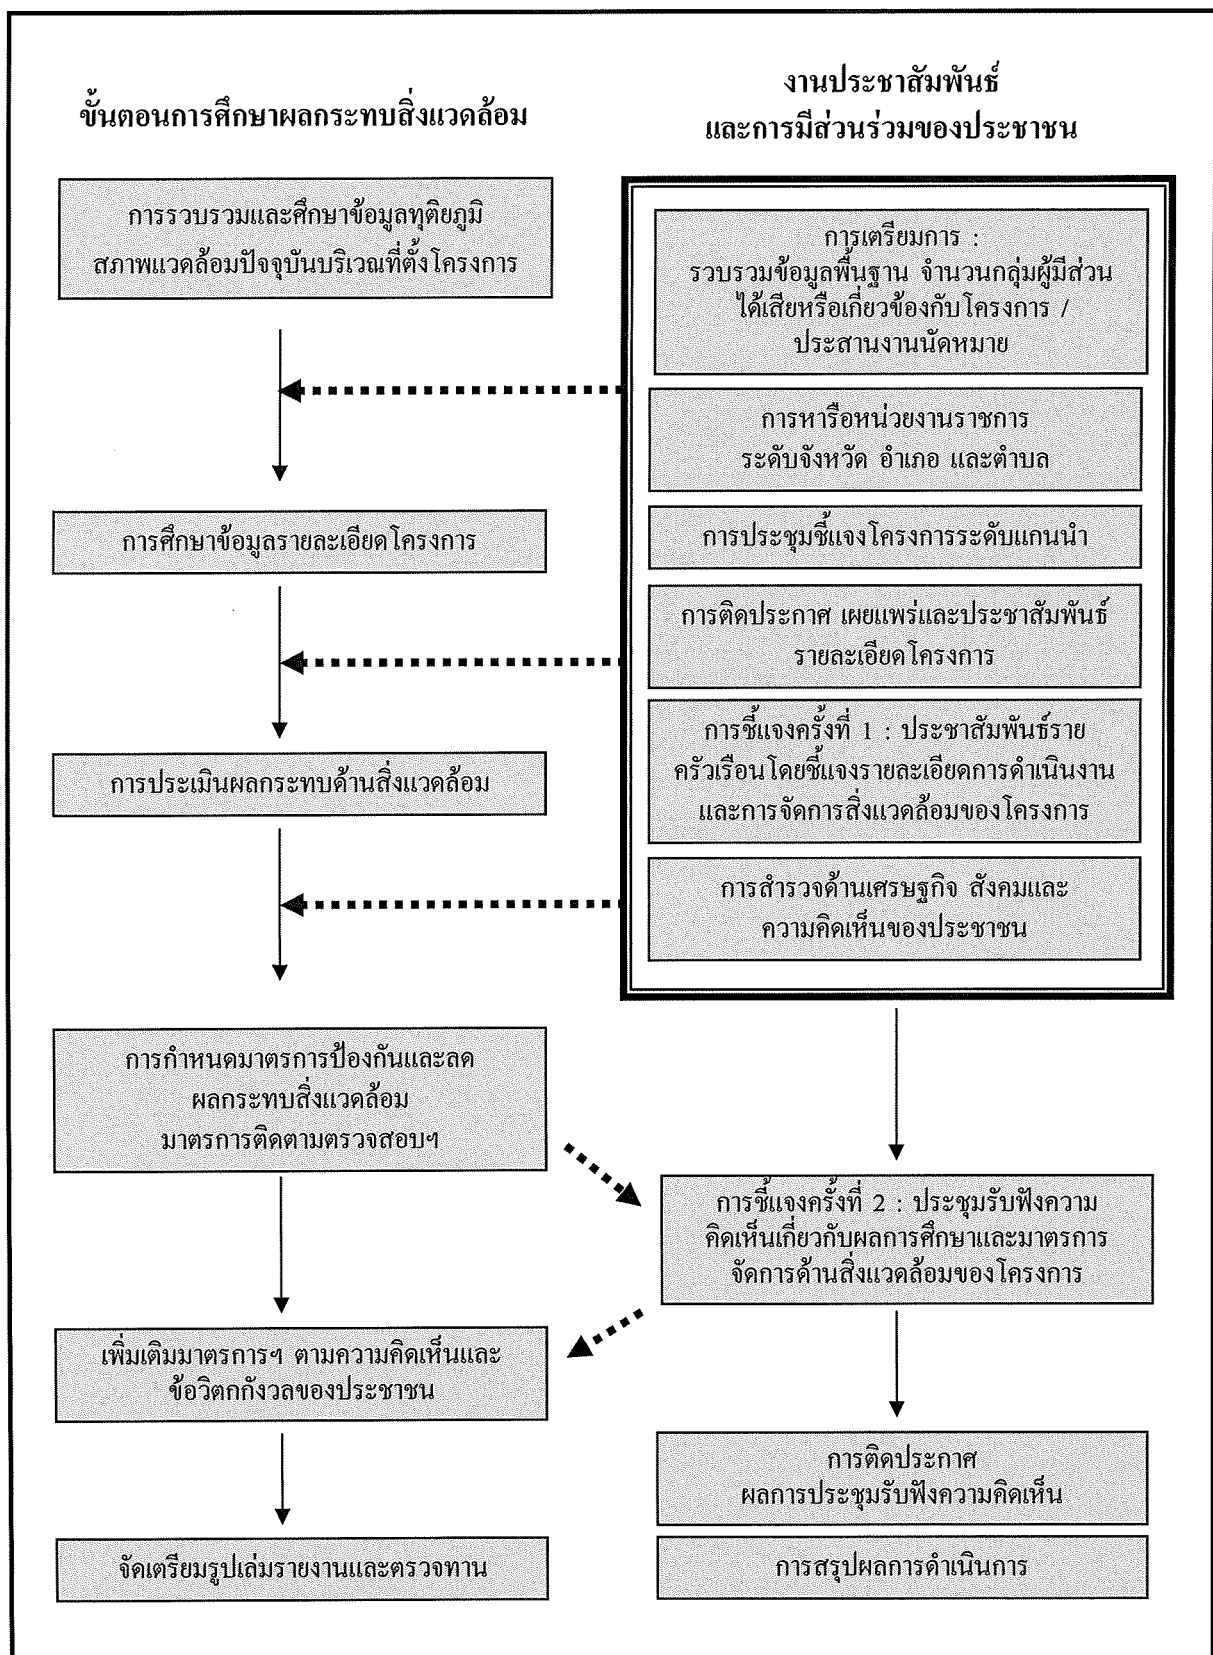 ขั้นตอนการศึกษาผลกระทบสิ่งแวดล้อม
การรวบรวมและศึกษาข้อมูลทุติยภูมิ
สภาพแวดล้อมปัจจุบันบริเวณที่ตั้งโครงการ
การศึกษาข้อมูลรายละเอียดโครงการ
การประเมินผลกระทบด้านสิ่งแวดล้อม
การกำหนดมาตรการป้องกันและลด
ผลกระทบสิ่งแวดล้อม
มาตรการติดตามตรวจสอบฯ
เพิ่มเติมมาตรการฯ ตามความคิดเห็นและ
ข้อวิตกกังวลของประชาชน
จัดเตรียมรูปเล่มรายงานและตรวจทาน
งานประชาสัมพันธ์
และการมีส่วนร่วมของประชาชน
การเตรียมการ :
รวบรวมข้อมูลพื้นฐาน จำนวนกลุ่มผู้มีส่วน
ได้เสียหรือเกี่ยวข้องกับโครงการ /
ประสานงานนัดหมาย
การหารือหน่วยงานราชการ
ระดับจังหวัด อำเภอ และตำบล
การประชุมชี้แจงโครงการระดับแกนนำ
การติดประกาศ เผยแพร่และประชาสัมพันธ์
รายละเอียดโครงการ
การชี้แจงครั้งที่ 1 : ประชาสัมพันธ์ราย
ครัวเรือนโดยชี้แจงรายละเอียดการดำเนินงาน
และการจัดการสิ่งแวดล้อมของโครงการ
การสำรวจด้านเศรษฐกิจ สังคมและ
ความคิดเห็นของประชาชน
การชี้แจงครั้งที่ 2 : ประชุมรับฟังความ
คิดเห็นเกี่ยวกับผลการศึกษาและมาตรการ
จัดการด้านสิ่งแวดล้อมของโครงการ
การติดประกาศ
ผลการประชุมรับฟังความคิดเห็น
การสรุปผลการดำเนินการ